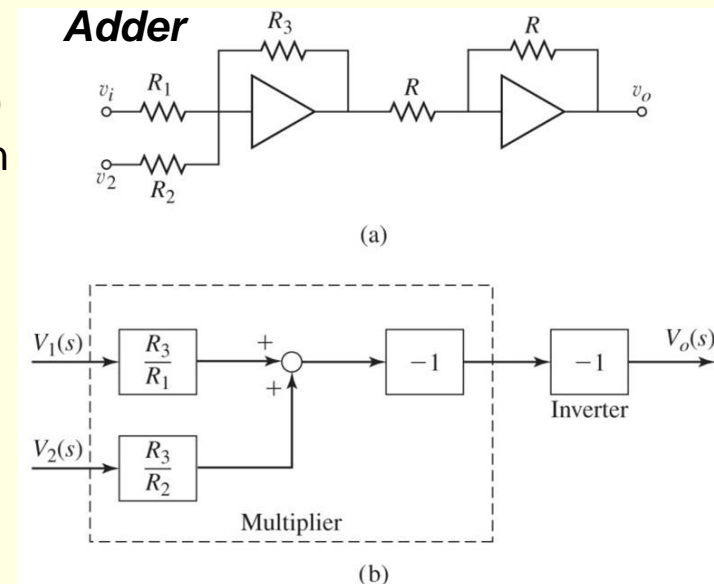 Adder
R3
R
vi
R1
R
vo
v2
R2
(a)
V1(s)
R3
R1
+
−1
−1
Vo(s)
+
Inverter
V2(s)
R3
R2
Multiplier
(b)